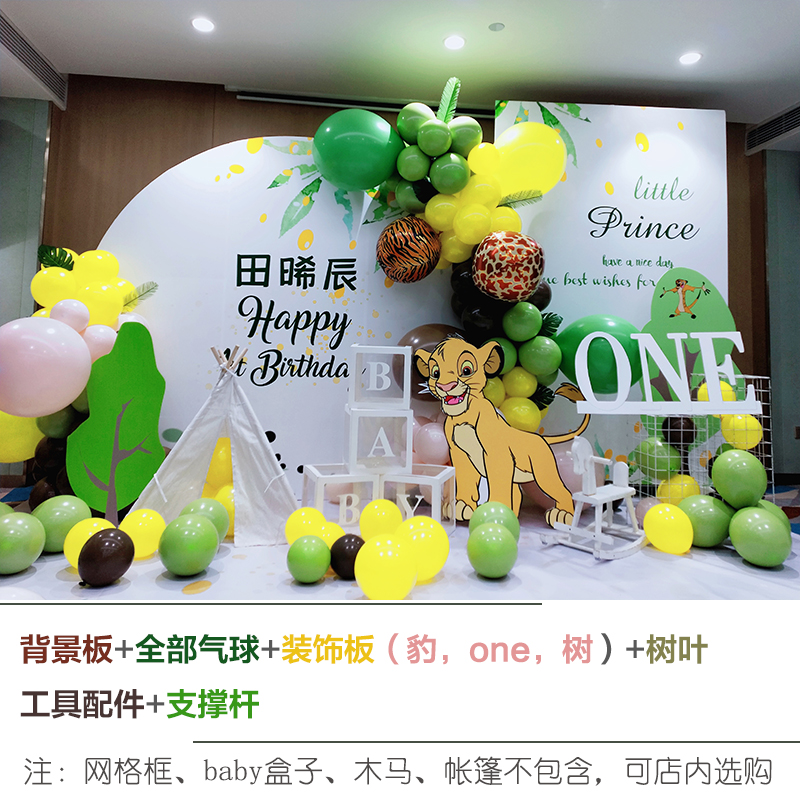 little
Prince
have a nice day
best wishes for
田晞辰
Happy
1st Birthday
B
A
B Y
ONE
背景板+全部气球+装饰板（豹，one，树）+树叶
工具配件+支撑杆
注：网格框、baby盒子、木马、帐篷不包含，可店内选购